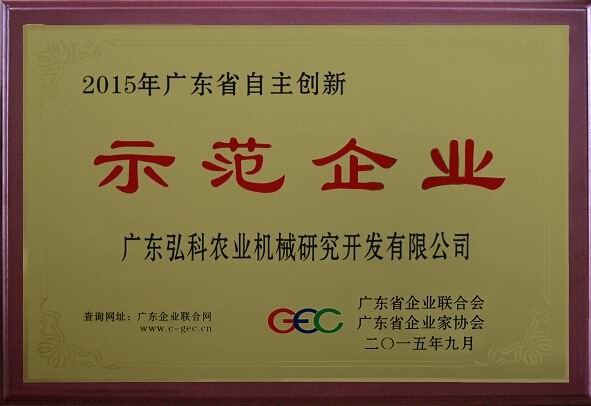 2015年广东省自主创新
示范企业
广东弘科农业机械研究开发有限公司
查询网址：广东企业联合网
www.c-gec.cn
GEC
广东省企业联合会
广东省企业家协会
二〇一五年九月